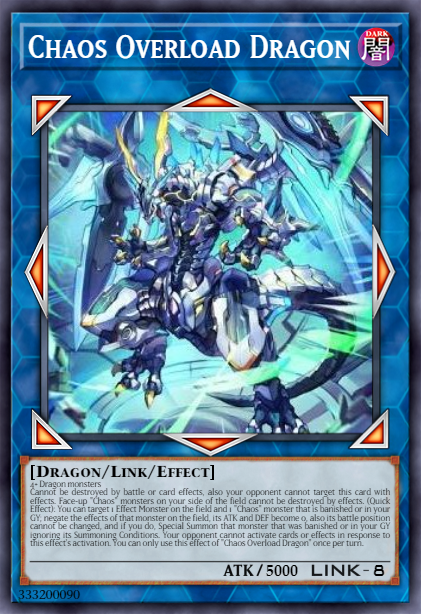 Chaos Overload Dragon
DARK
闇
[Dragon/Link/Effect]
4+ Dragon monsters
Cannot be destroyed by battle or card effects, also your opponent cannot target this card with
effects. Face-up "Chaos" monsters on your side of the field cannot be destroyed by effects. (Quick
Effect): You can target 1 Effect Monster on the field and 1 "Chaos" monster that is banished or in your
GY; negate the effects of that monster on the field, its ATK and DEF become 0, also its battle position
cannot be changed, and if you do, Special Summon that monster that was banished or in your GY
ignoring its Summoning Conditions. Your opponent cannot activate cards or effects in response to
this effect's activation. You can only use this effect of "Chaos Overload Dragon" once per turn.
ATK/5000 LINK-8
333200090